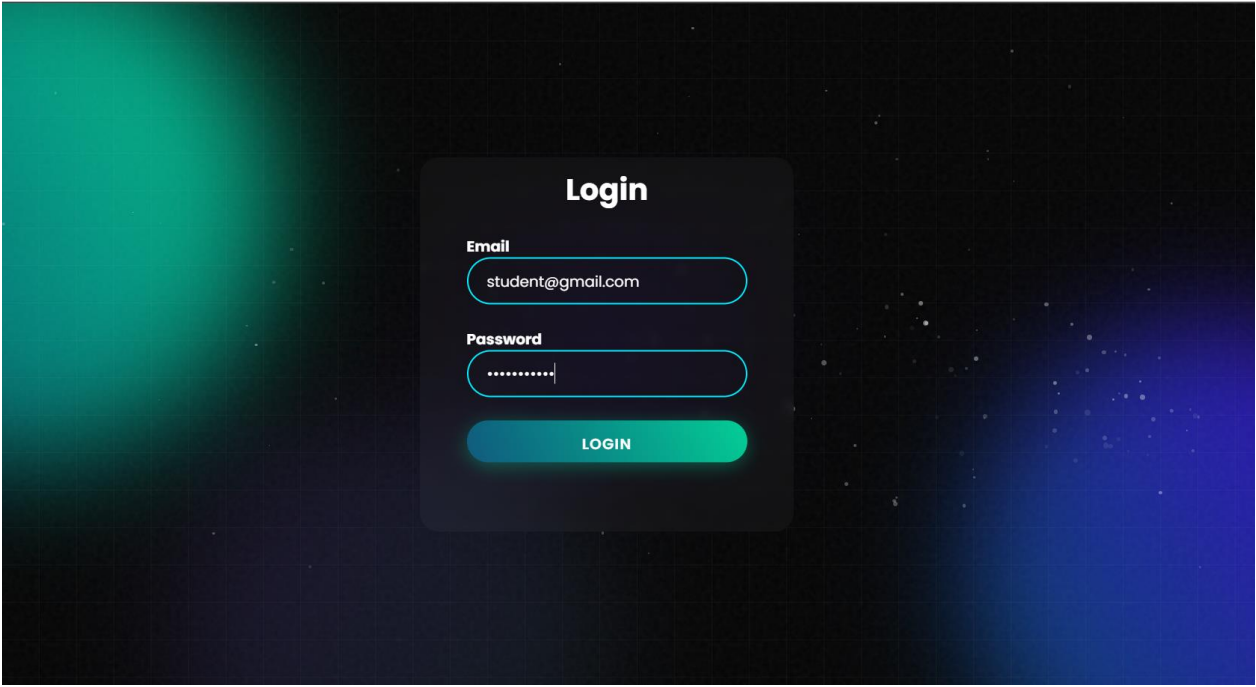 Login
Email
student@gmail.com
Password
•••••••••••
LOGIN